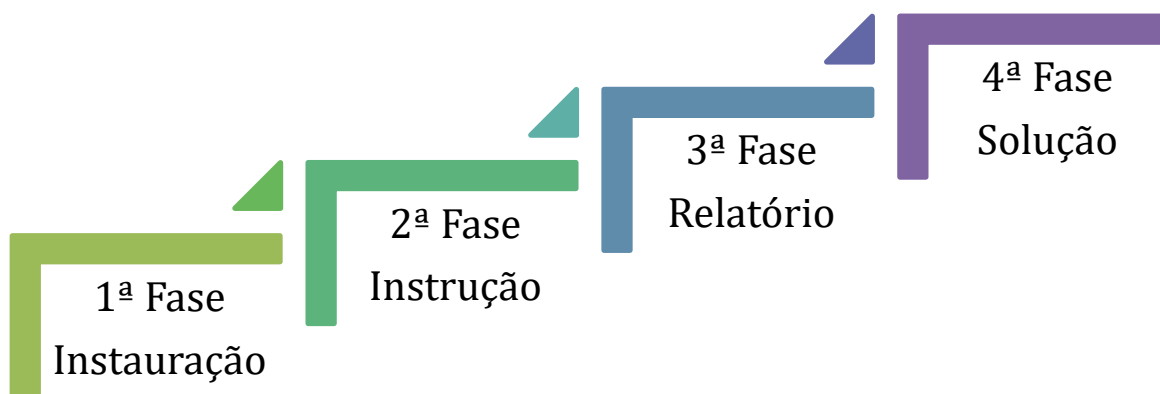 1ª Fase
Instauração
2ª Fase
Instrução
3ª Fase
Relatório
4ª Fase
Solução